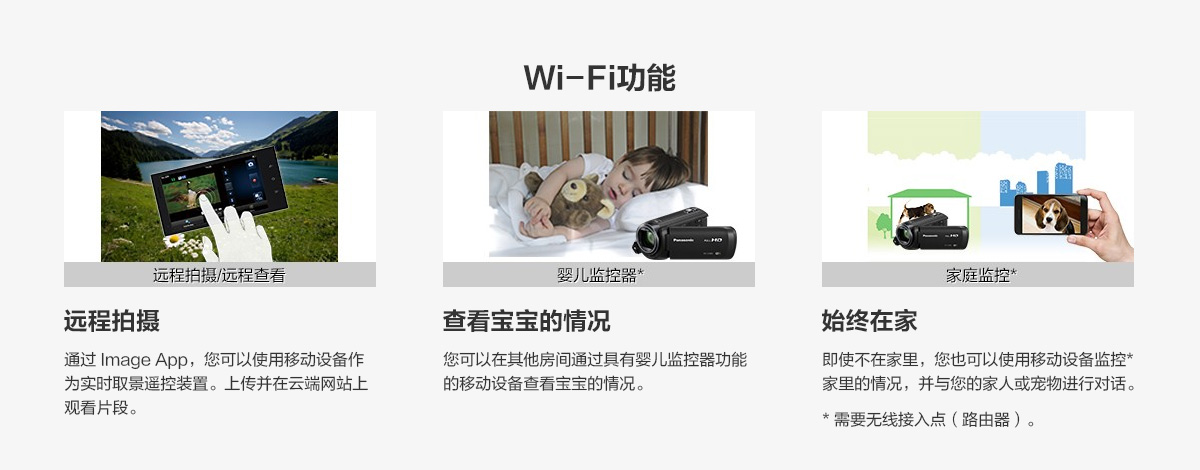 Wi-Fi功能
远程拍摄/远程查看
远程拍摄
通过 Image App，您可以使用移动设备作
为实时取景遥控装置。上传并在云端网站上
观看片段。
Panasonic
HD
婴儿监控器*
查看宝宝的情况
您可以在其他房间通过具有婴儿监控器功能
的移动设备查看宝宝的情况。
Panasonic
HD
家庭监控*
始终在家
即使不在家里，您也可以使用移动设备监控*
家里的情况，并与您的家人或宠物进行对话。
* 需要无线接入点（路由器）。